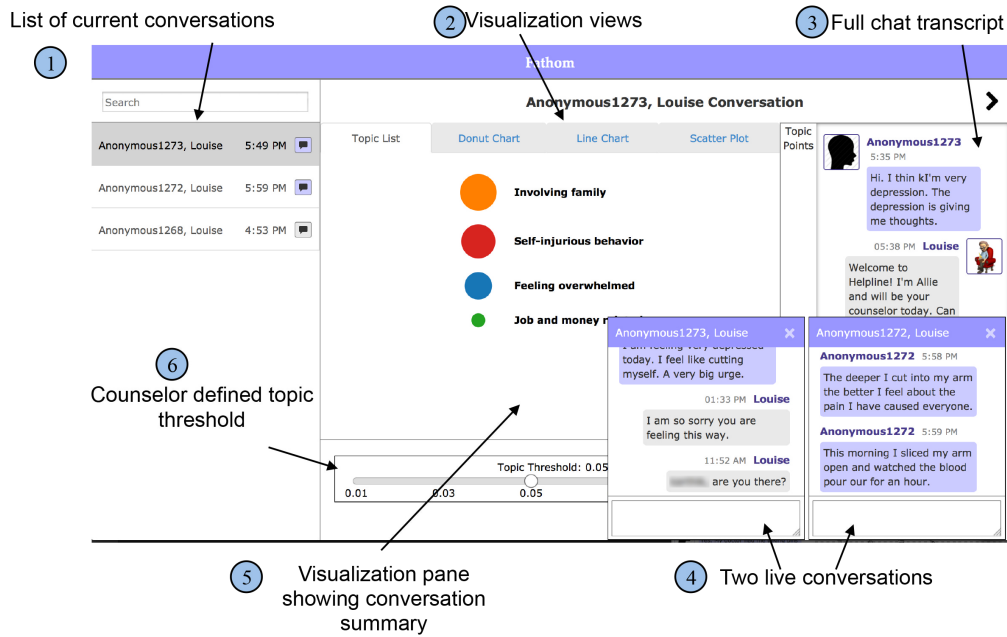 List of current conversations
2
Visualization views
3
Full chat transcript
1
Fathom
Search
Anonymous1273, Louise Conversation
Anonymous1273, Louise 5:49 PM
Anonymous1272, Louise 5:59 PM
Anonymous1268, Louise 4:53 PM
Topic List
Donut Chart
Line Chart
Scatter Plot
Topic
Points
Involving family
Self-injurious behavior
Feeling overwhelmed
Job and money
Anonymous1273
5:35 PM
Hi. I thin kI'm very
depression. The
depression is giving
me thoughts.
05:38 PM Louise
Welcome to
Helpline! I'm Allie
and will be your
counselor today. Can
Anonymous1273, Louise
I am feeling very depressed
today. I feel like cutting
myself. A very big urge.
01:33 PM Louise
I am so sorry you are
feeling this way.
11:52 AM Louise
are you there?
Anonymous1272, Louise
Anonymous1272 5:58 PM
The deeper I cut into my arm
the better I feel about the
pain I have caused everyone.
Anonymous1272 5:59 PM
This morning I sliced my arm
open and watched the blood
pour our for an hour.
6
Counselor defined topic
threshold
Topic Threshold: 0.05
0.01 0.03 0.05
5
Visualization pane
showing conversation
summary
4
Two live conversations